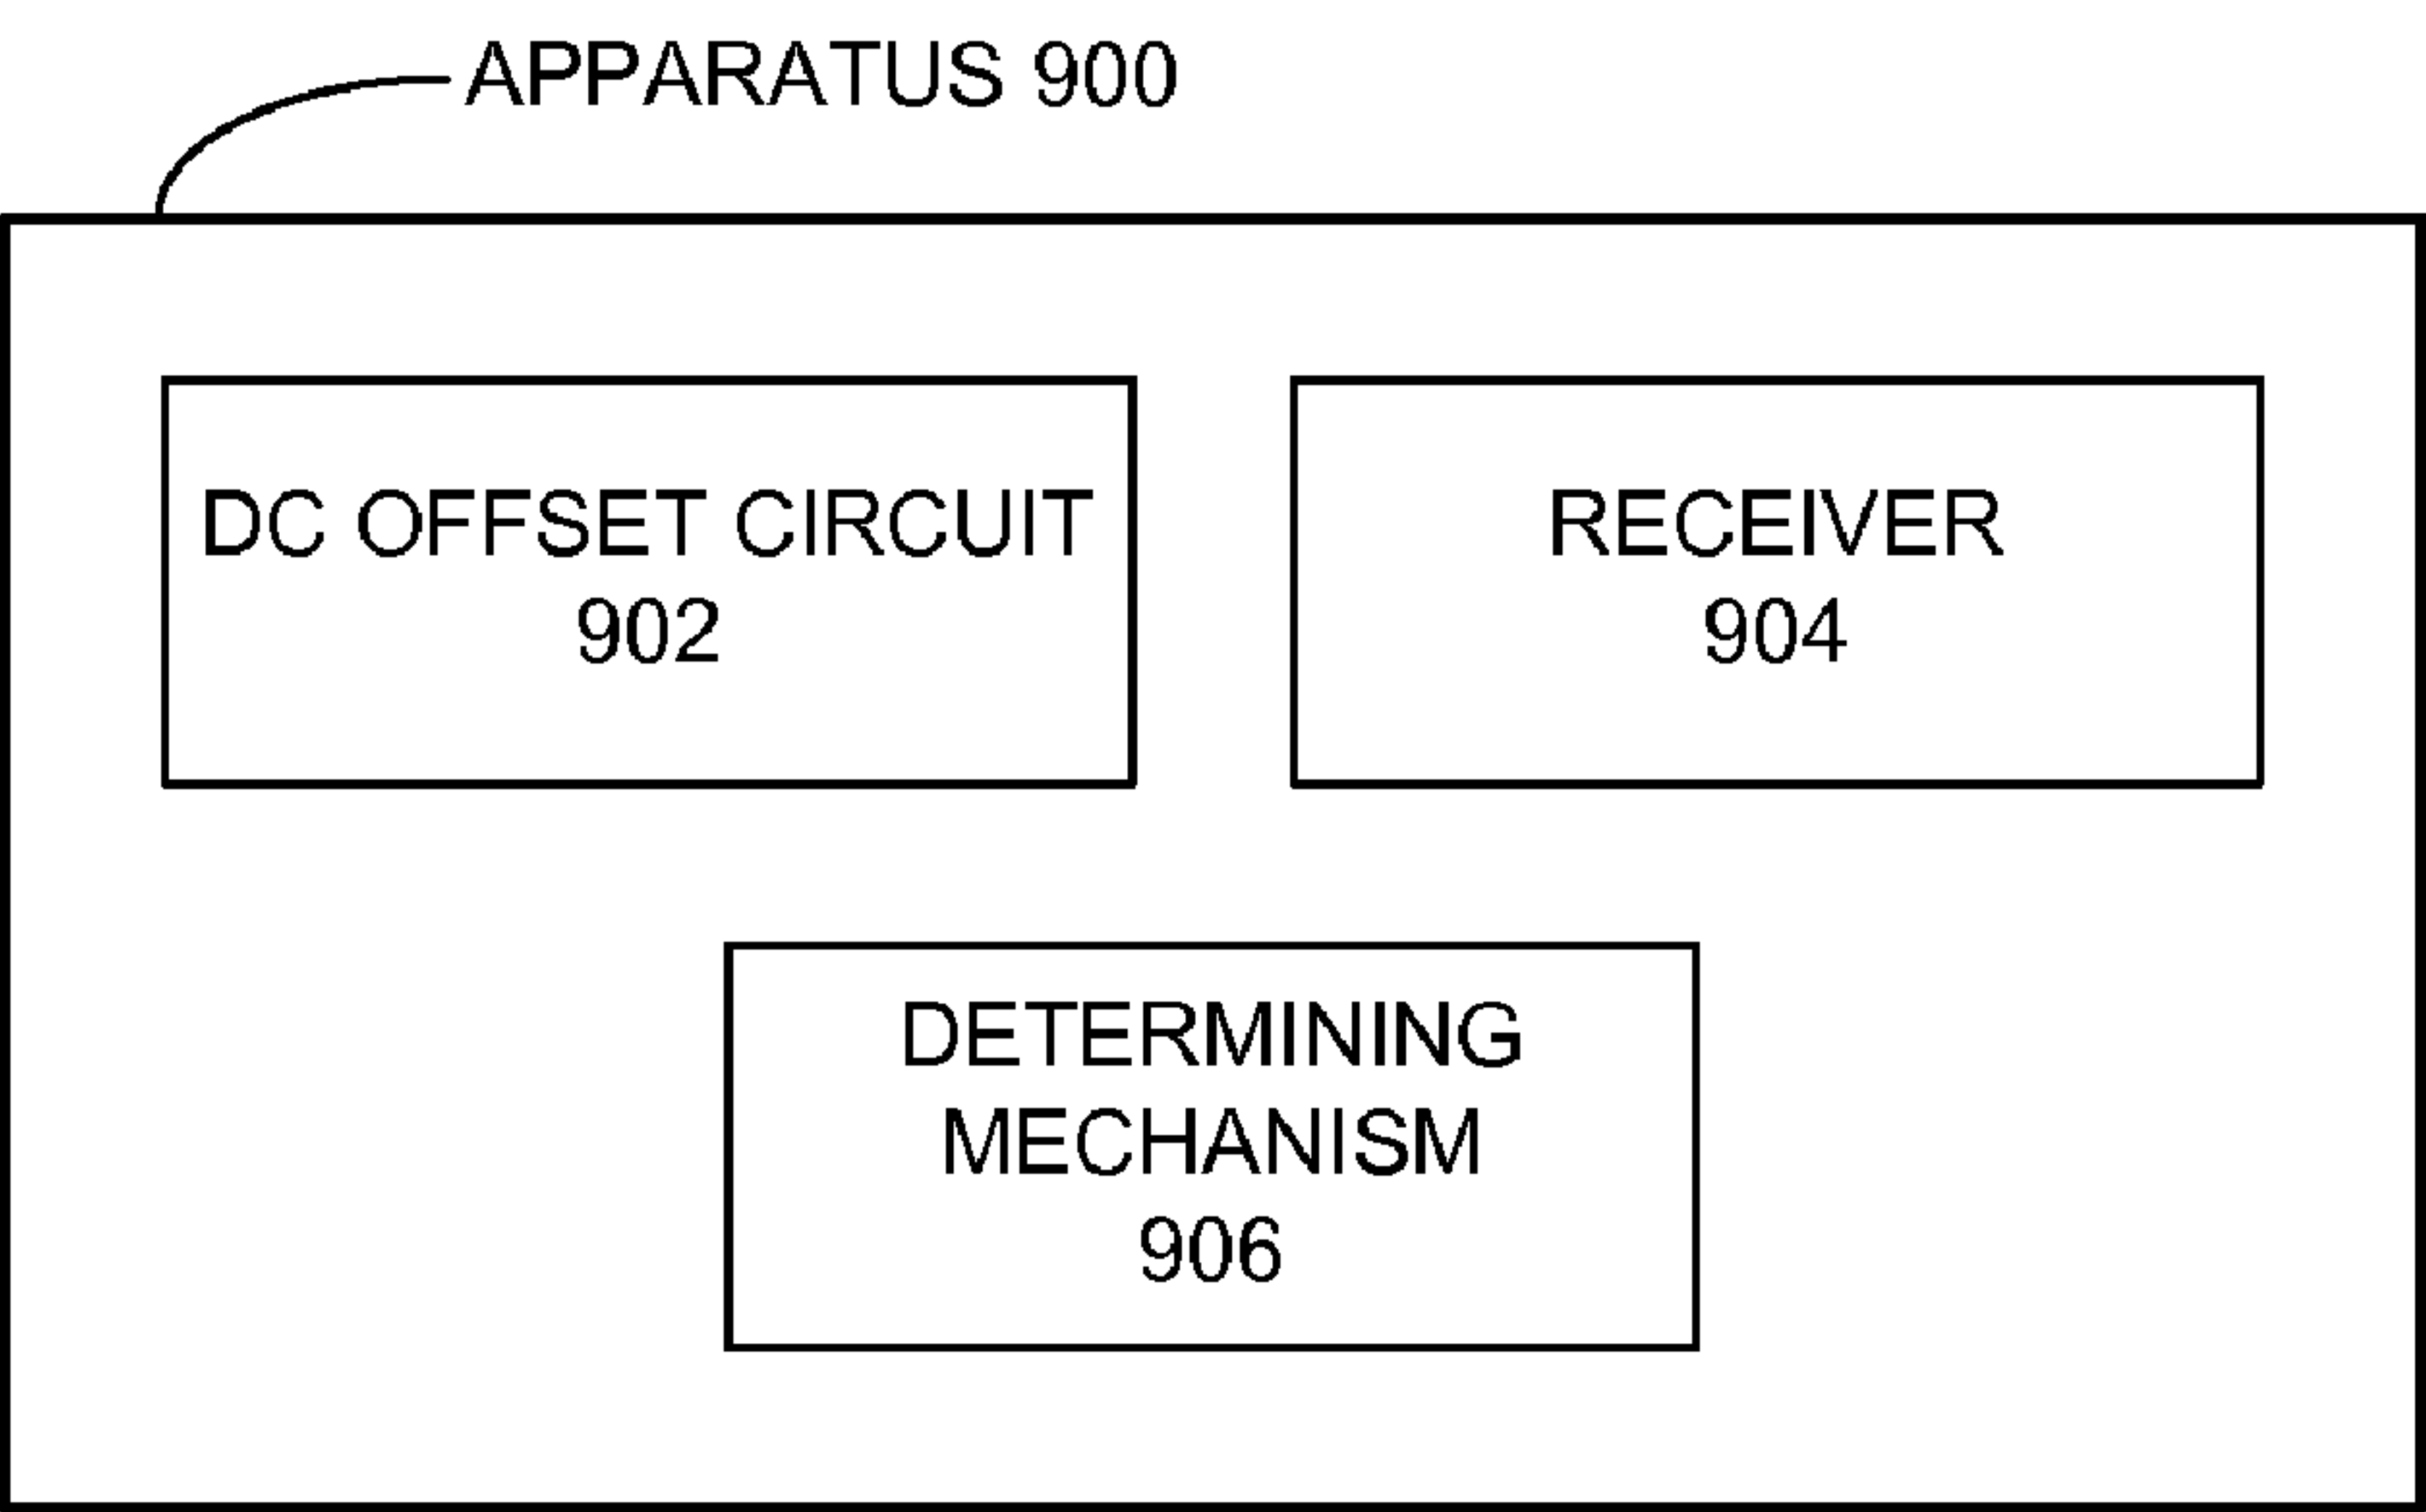 APPARATUS 900
DC OFFSET CIRCUIT
902
RECEIVER
904
DETERMINING
MECHANISM
906